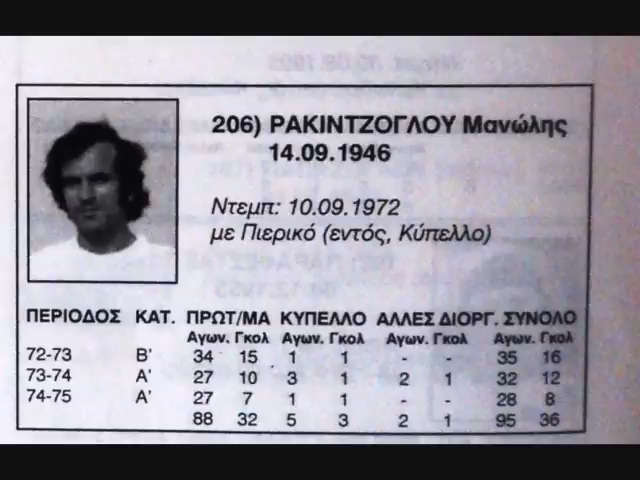 206) ΡΑΚΙΝΤΖΟΓΛΟΥ Μανώλης
14.09.1946
Ντεμπ: 10.09.1972
με Πιερικό (εντός, Κύπελλο)
ΠΕΡΙΟΔΟΣ ΚΑΤ. ΠΡΩΤ/ΜΑ ΚΥΠΕΛΛΟ ΑΛΛΕΣ ΔΙΟΡΓ. ΣΥΝΟΛΟ
Αγων. Γκολ Αγων. Γκολ Αγων. Γκολ Αγων. Γκολ
72-73 Β' 34 15 1 1 - - 35 16
73-74 Α' 27 10 3 1 2 1 32 12
74-75 Α' 27 7 1 1 - - 28 8
88 32 5 3 2 1 95 36